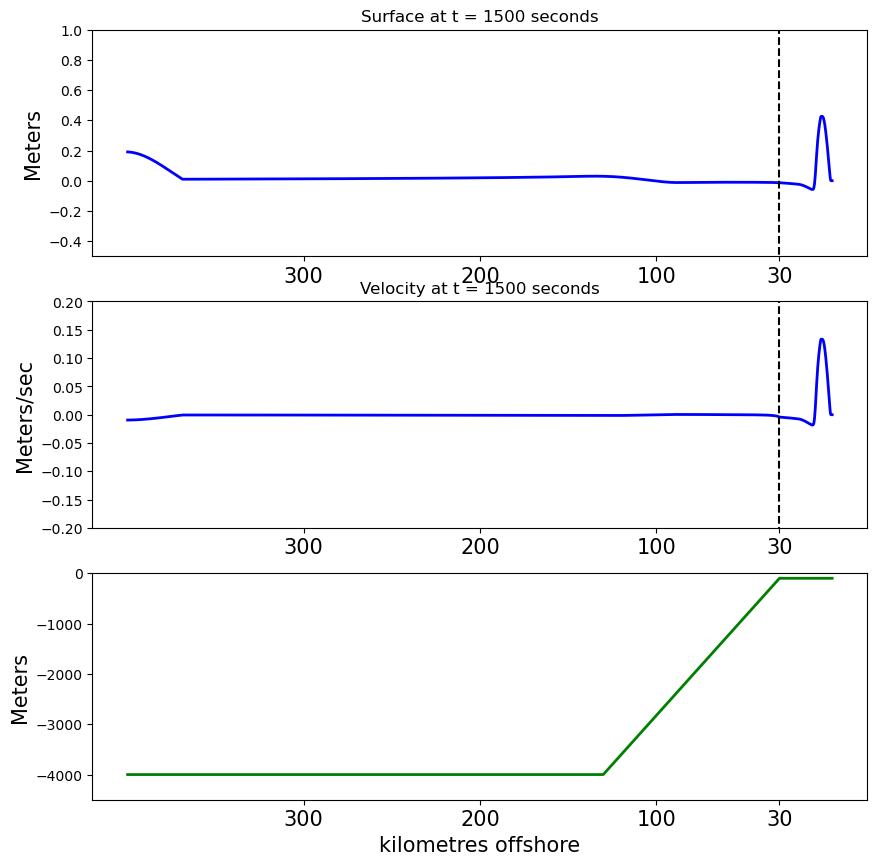 Surface at t = 1500 seconds
Meters
1.0
0.8
0.6
0.4
0.2
0.0
−0.2
−0.4
300 200 100 30
Velocity at t = 1500 seconds
Meters/sec
0.20
0.15
0.10
0.05
0.00
−0.05
−0.10
−0.15
−0.20
300 200 100 30
Meters
0
−1000
−2000
−3000
−4000
300 200 100 30
kilometres offshore